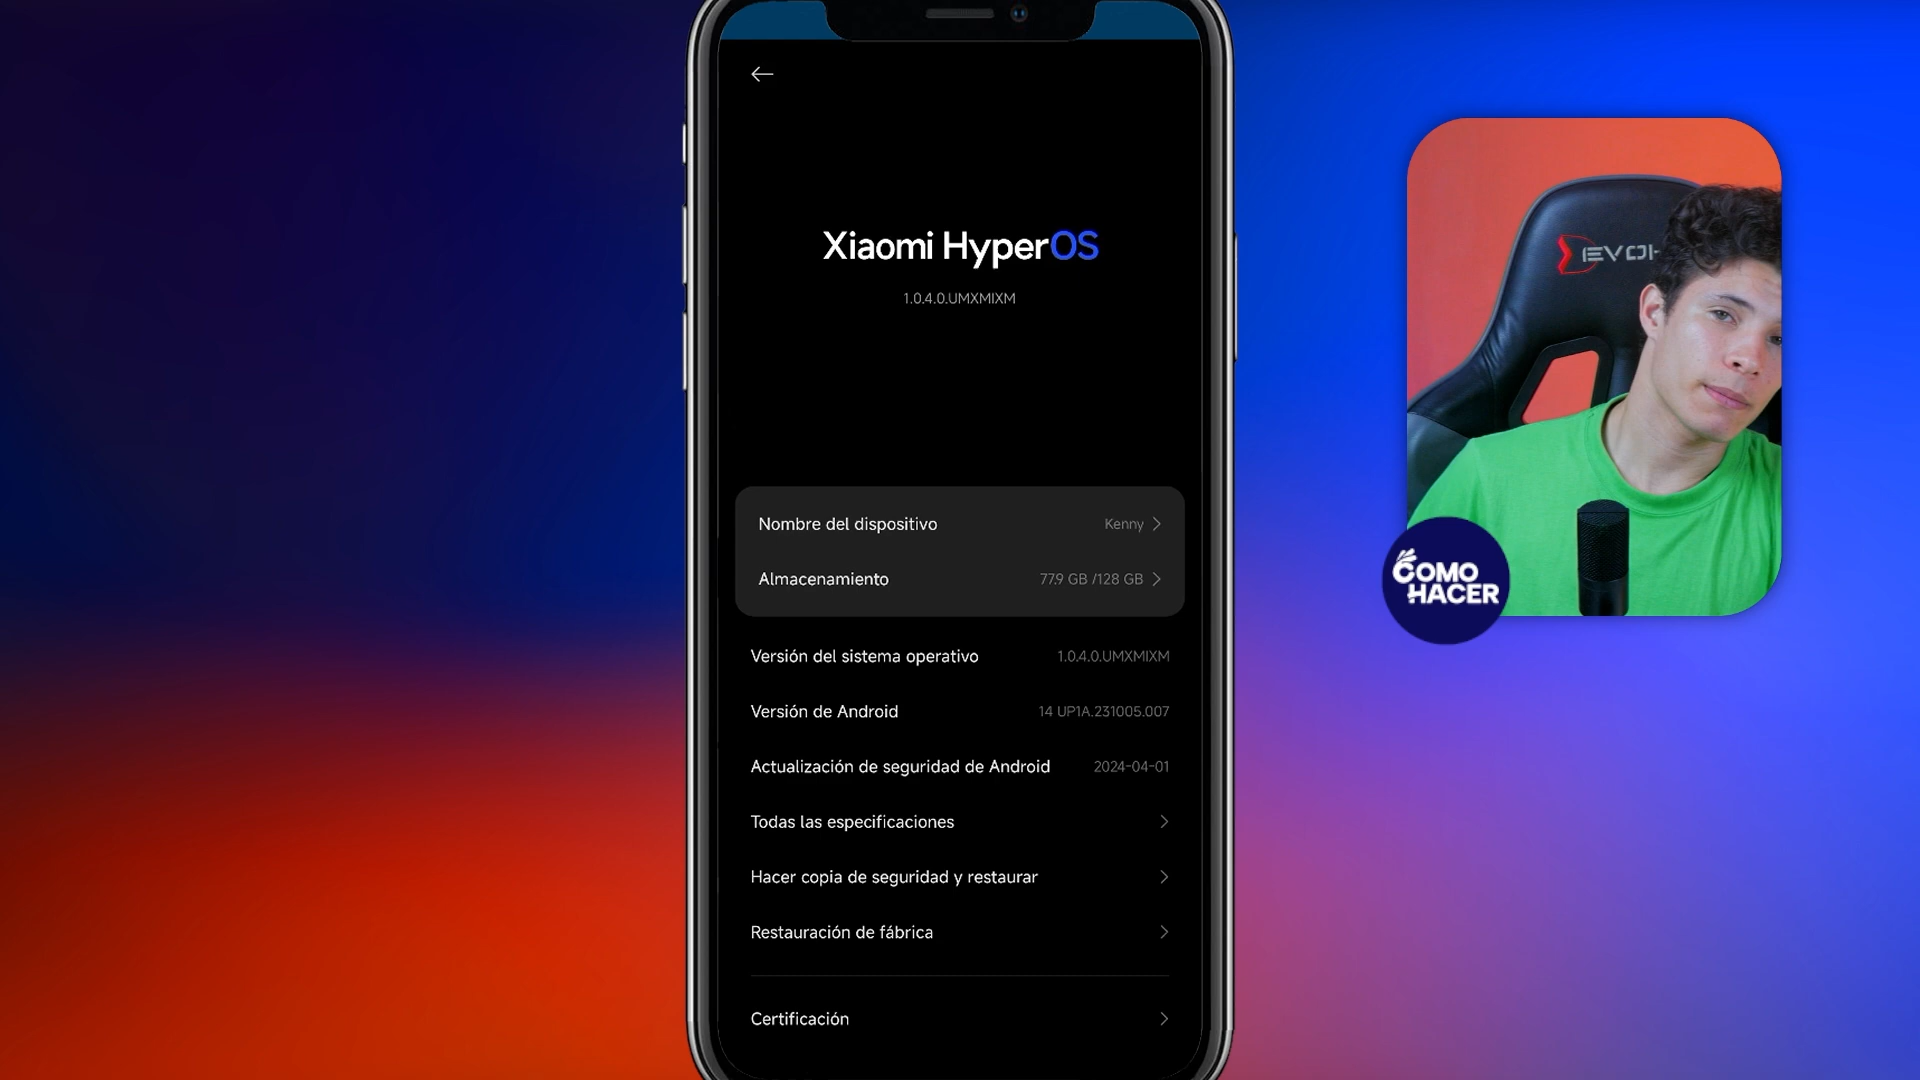 Xiaomi HyperOS
1.0.4.0.UMXMIXM
Nombre del dispositivo Kenny
Almacenamiento 77.9 GB /128 GB
Versión del sistema operativo 1.0.4.0.UMXMIXM
Versión de Android 14 UP1A.231005.007
Actualización de seguridad de Android 2024-04-01
Todas las especificaciones
Hacer copia de seguridad y restaurar
Restauración de fábrica
Certificación
COMO
HACER